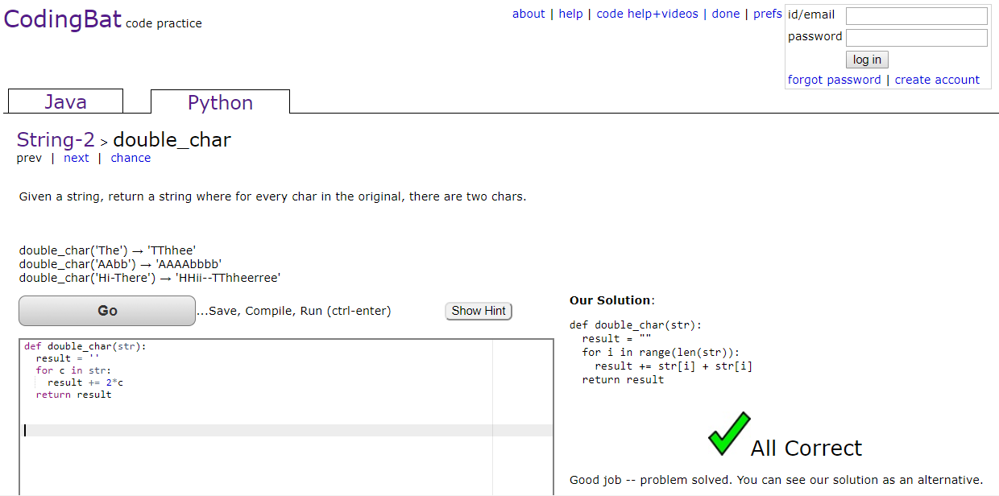 CodingBat code practice
about | help | code help+videos | done | prefs
id/email
password
log in
forgot password | create account
Java
Python
String-2 > double_char
prev | next | chance
Given a string, return a string where for every char in the original, there are two chars.
double_char('The') → 'TThhee'
double_char('AAbb') → 'AAAAbbbb'
double_char('Hi-There') → 'HHii--TThheerree'
Go
...Save, Compile, Run (ctrl-enter)
Show Hint
def double_char(str):
  result = ''
  for c in str:
    result += 2*c
  return result
Our Solution:
def double_char(str):
  result = ""
  for i in range(len(str)):
    result += str[i] + str[i]
  return result
All Correct
Good job -- problem solved. You can see our solution as an alternative.